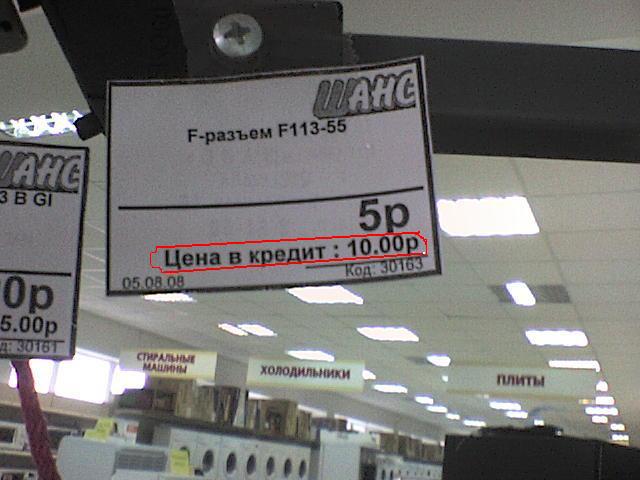 ШАНС
F-разъем F113-55
5р
Цена в кредит : 10.00р
Код: 30163
05.08.08
ШАНС
3 B GI
0р
5.00р
д: 30161
СТИРАЛЬНЫЕ
МАШИНЫ
ХОЛОДИЛЬНИКИ
ПЛИТЫ